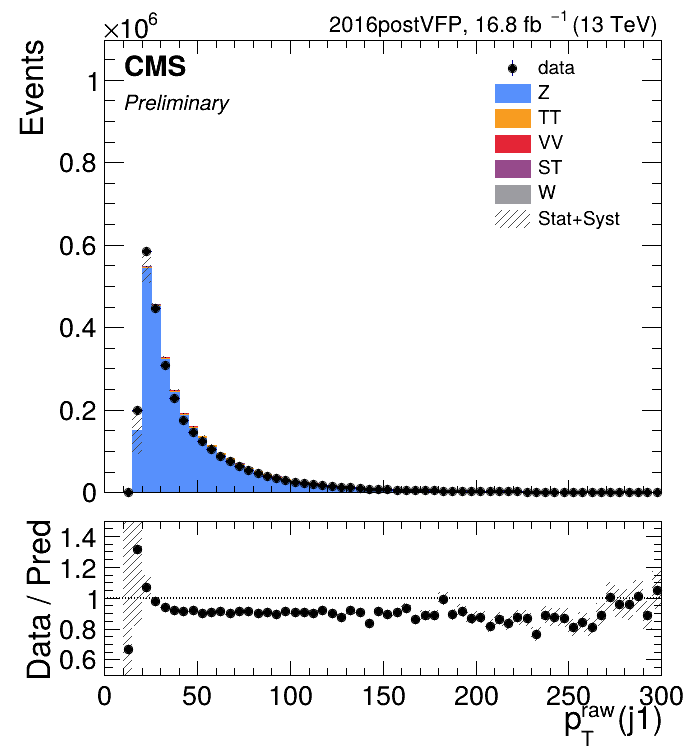 ×10⁶
2016postVFP, 16.8 fb ⁻¹ (13 TeV)
CMS
Preliminary
Events
data
Z
TT
VV
ST
W
Stat+Syst
1
0.8
0.6
0.4
0.2
0
Data / Pred
1.4
1.2
1
0.8
0.6
0 50 100 150 200 250 300
p_T^raw(j1)